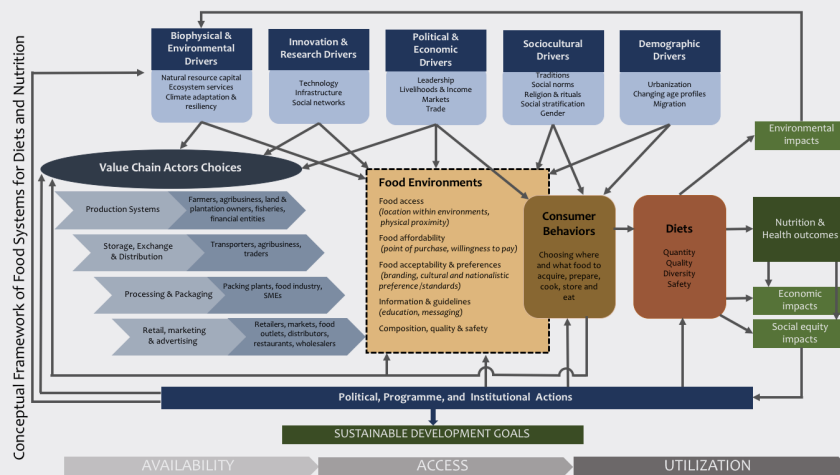 Conceptual Framework of Food Systems for Diets and Nutrition
Biophysical &
Environmental
Drivers
Natural resource capital
Ecosystem services
Climate adaptation &
resiliency
Innovation &
Research Drivers
Technology
Infrastructure
Social networks
Political &
Economic
Drivers
Leadership
Livelihoods & Income
Markets
Trade
Sociocultural
Drivers
Traditions
Social norms
Religion & rituals
Social stratification
Gender
Demographic
Drivers
Urbanization
Changing age profiles
Migration
Value Chain Actors Choices
Production Systems
Farmers, agribusiness, land &
plantation owners, fisheries,
financial entities
Storage, Exchange
& Distribution
Transporters, agribusiness,
traders
Processing & Packaging
Packing plants, food industry,
SMEs
Retail, marketing
& advertising
Retailers, markets, food
outlets, distributors,
restaurants, wholesalers
Food Environments
Food access
(location within environments,
physical proximity)
Food affordability
(point of purchase, willingness to pay)
Food acceptability & preferences
(branding, cultural and nationalistic
preference /standards)
Information & guidelines
(education, messaging)
Composition, quality & safety
Consumer
Behaviors
Choosing where
and what food to
acquire, prepare,
cook, store and
eat
Diets
Quantity
Quality
Diversity
Safety
Environmental
impacts
Nutrition &
Health outcomes
Economic
impacts
Social equity
impacts
Political, Programme, and Institutional Actions
SUSTAINABLE DEVELOPMENT GOALS
AVAILABILITY
ACCESS
UTILIZATION